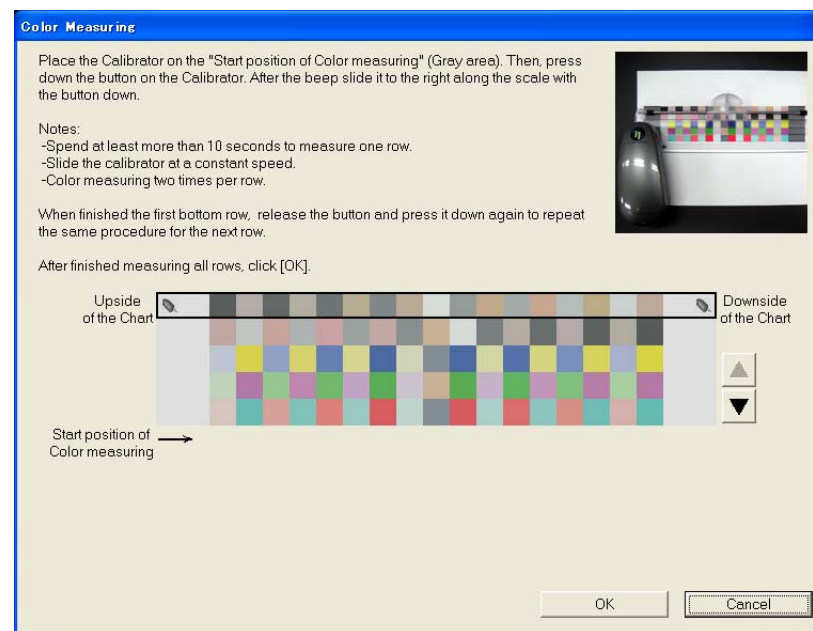 Color Measuring
Place the Calibrator on the "Start position of Color measuring" (Gray area). Then, press
down the button on the Calibrator. After the beep slide it to the right along the scale with
the button down.
Notes:
-Spend at least more than 10 seconds to measure one row.
-Slide the calibrator at a constant speed.
-Color measuring two times per row.
When finished the first bottom row, release the button and press it down again to repeat
the same procedure for the next row.
After finished measuring all rows, click [OK].
Upside
of the Chart
Downside
of the Chart
Start position of
Color measuring
OK
Cancel